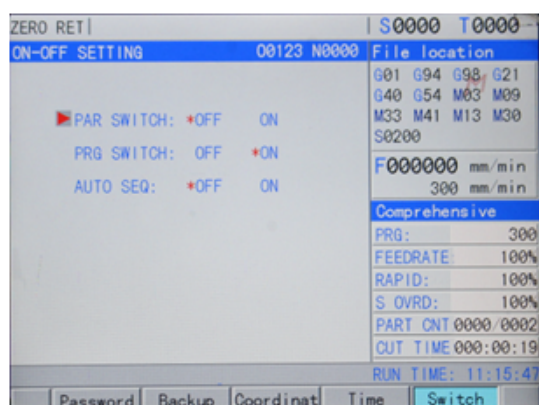 ZERO RET S0000 T0000
ON-OFF SETTING O0123 N0000 File location
G01 G94 G98 G21
G40 G54 M03 M09
M33 M41 M13 M30
S0200
PAR SWITCH: *OFF ON
PRG SWITCH: OFF *ON
AUTO SEQ: *OFF ON
F000000 mm/min
300 mm/min
Comprehensive
PRG: 300
FEEDRATE: 100%
RAPID: 100%
S OVRD: 100%
PART CNT 0000/0002
CUT TIME 000:00:19
RUN TIME: 11:15:47
Password Backup Coordinat Time Switch